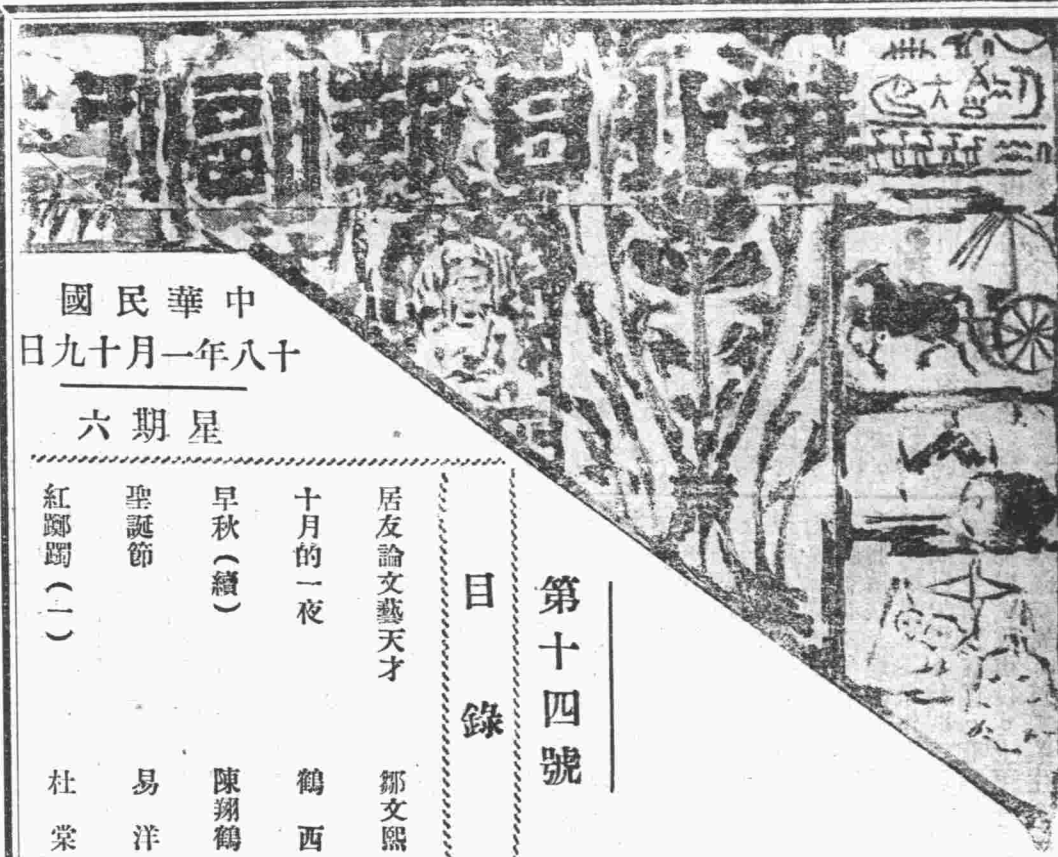 華北日報副刊
中華民國
十八年一月十九日
星期六
第十四號
目錄
居友論文藝天才 鄒文熙
十月的一夜 鶴西
早秋(續) 陳翔鶴
聖誕節 易洋
紅躑躅(一) 杜棠